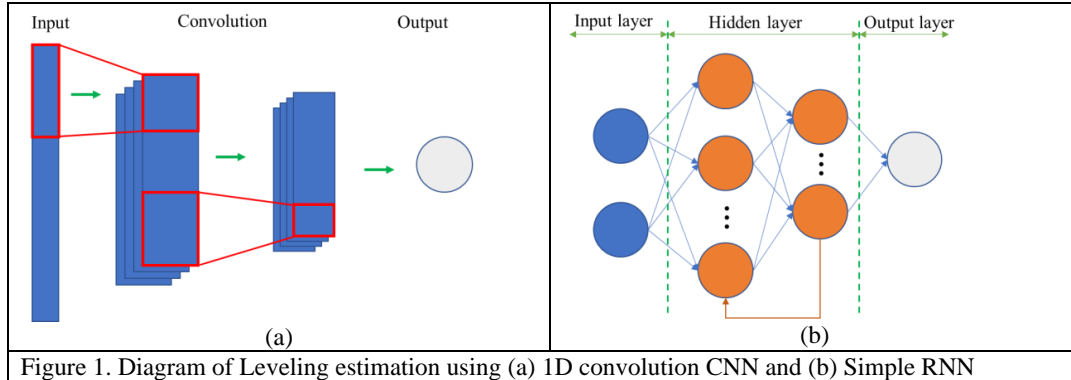 Input
Convolution
Output
(a)
Input layer
Hidden layer
Output layer
(b)
Figure 1. Diagram of Leveling estimation using (a) 1D convolution CNN and (b) Simple RNN